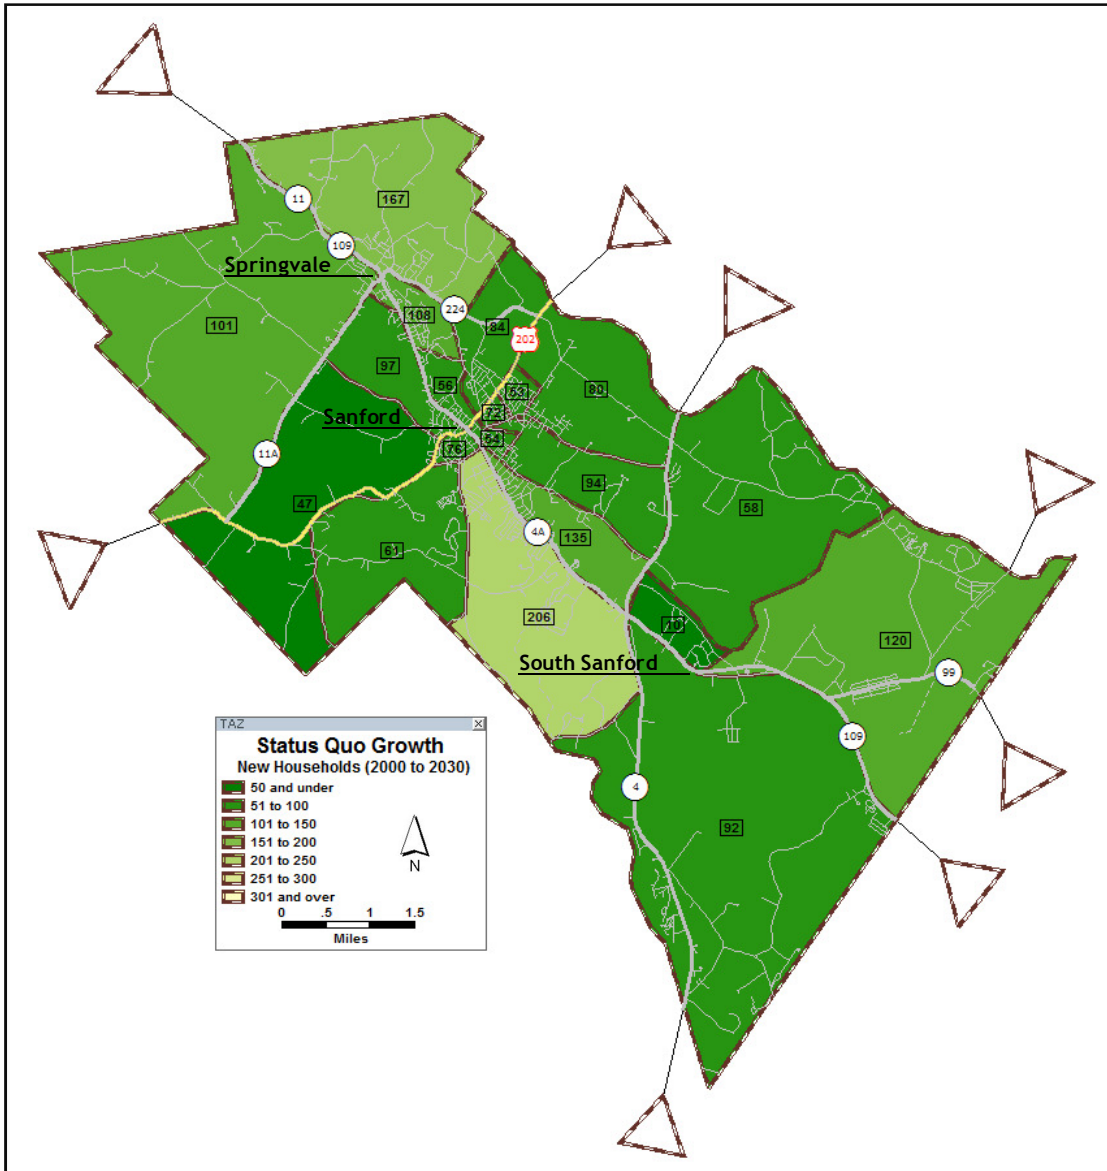 11
167
109
Springvale
224
108
84
202
101
97
56
53
80
72
Sanford
54
76
11A
94
47
58
4A
135
61
206
10
120
South Sanford
99
109
4
92
TAZ
Status Quo Growth
New Households (2000 to 2030)
50 and under
51 to 100
101 to 150
151 to 200
201 to 250
251 to 300
301 and over
N
0 .5 1 1.5
Miles